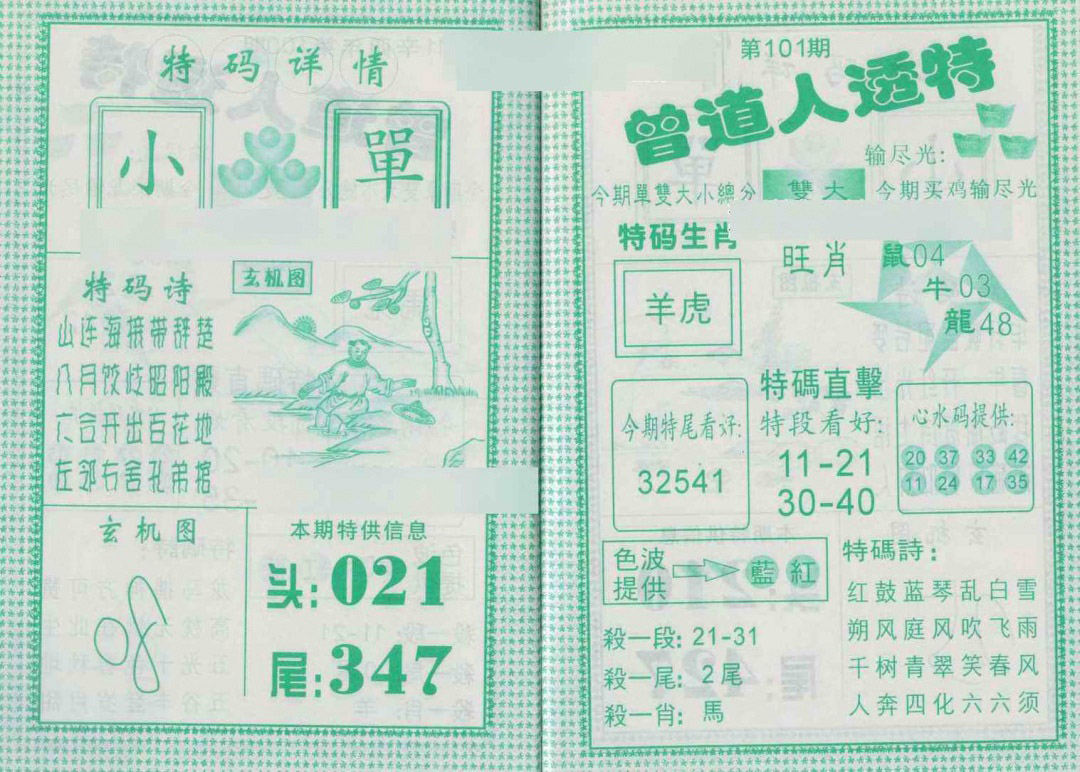 特码详情
小
單
特码诗
山连海接带群楚
八月饺歧昭阳殿
六合开出百花地
左邻右舍孔弟棺
玄机图
玄机图
本期特供信息
头:021
尾:347
第101期
曾道人透特
输尽光:
今期單雙大小總分
雙大
今期买鸡输尽光
特码生肖
羊虎
旺肖
鼠04
牛03
龍48
今期特尾看好:
32541
特碼直擊
特段看好:
11-21
30-40
心水码提供:
20 37 33 42
11 24 17 35
色波
提供
藍 紅
殺一段: 21-31
殺一尾: 2尾
殺一肖: 馬
特碼詩:
红鼓蓝琴乱白雪
朔风庭风吹飞雨
千树青翠笑春风
人奔四化六六须